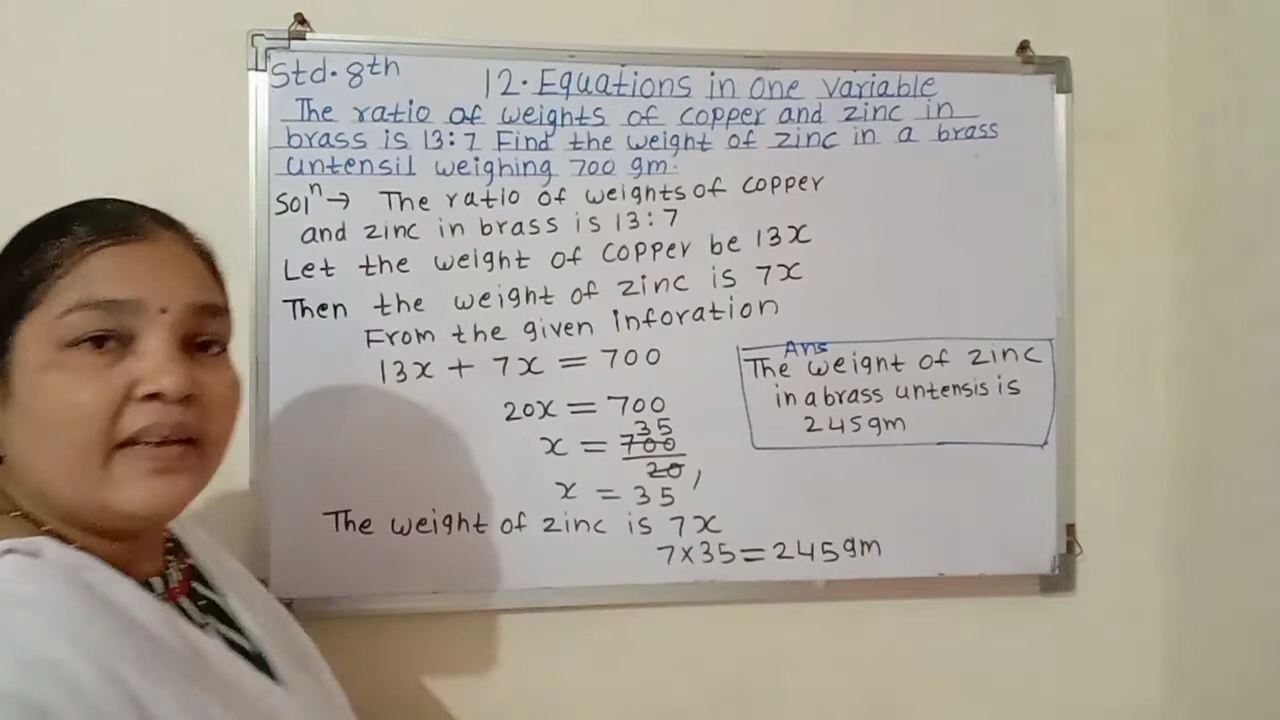 Std. 8th 12. Equations in one variable
The ratio of weights of copper and zinc in
brass is 13:7 Find the weight of zinc in a brass
untensil weighing 700 gm.
Solⁿ → The ratio of weights of copper
and zinc in brass is 13:7
Let the weight of copper be 13x
Then the weight of zinc is 7x
From the given inforation
13x + 7x = 700
20x = 700
35
x = 700
20
x = 35
The weight of zinc is 7x
7×35 = 245gm
Ans
The weignt of zinc
in a brass untensis is
245gm